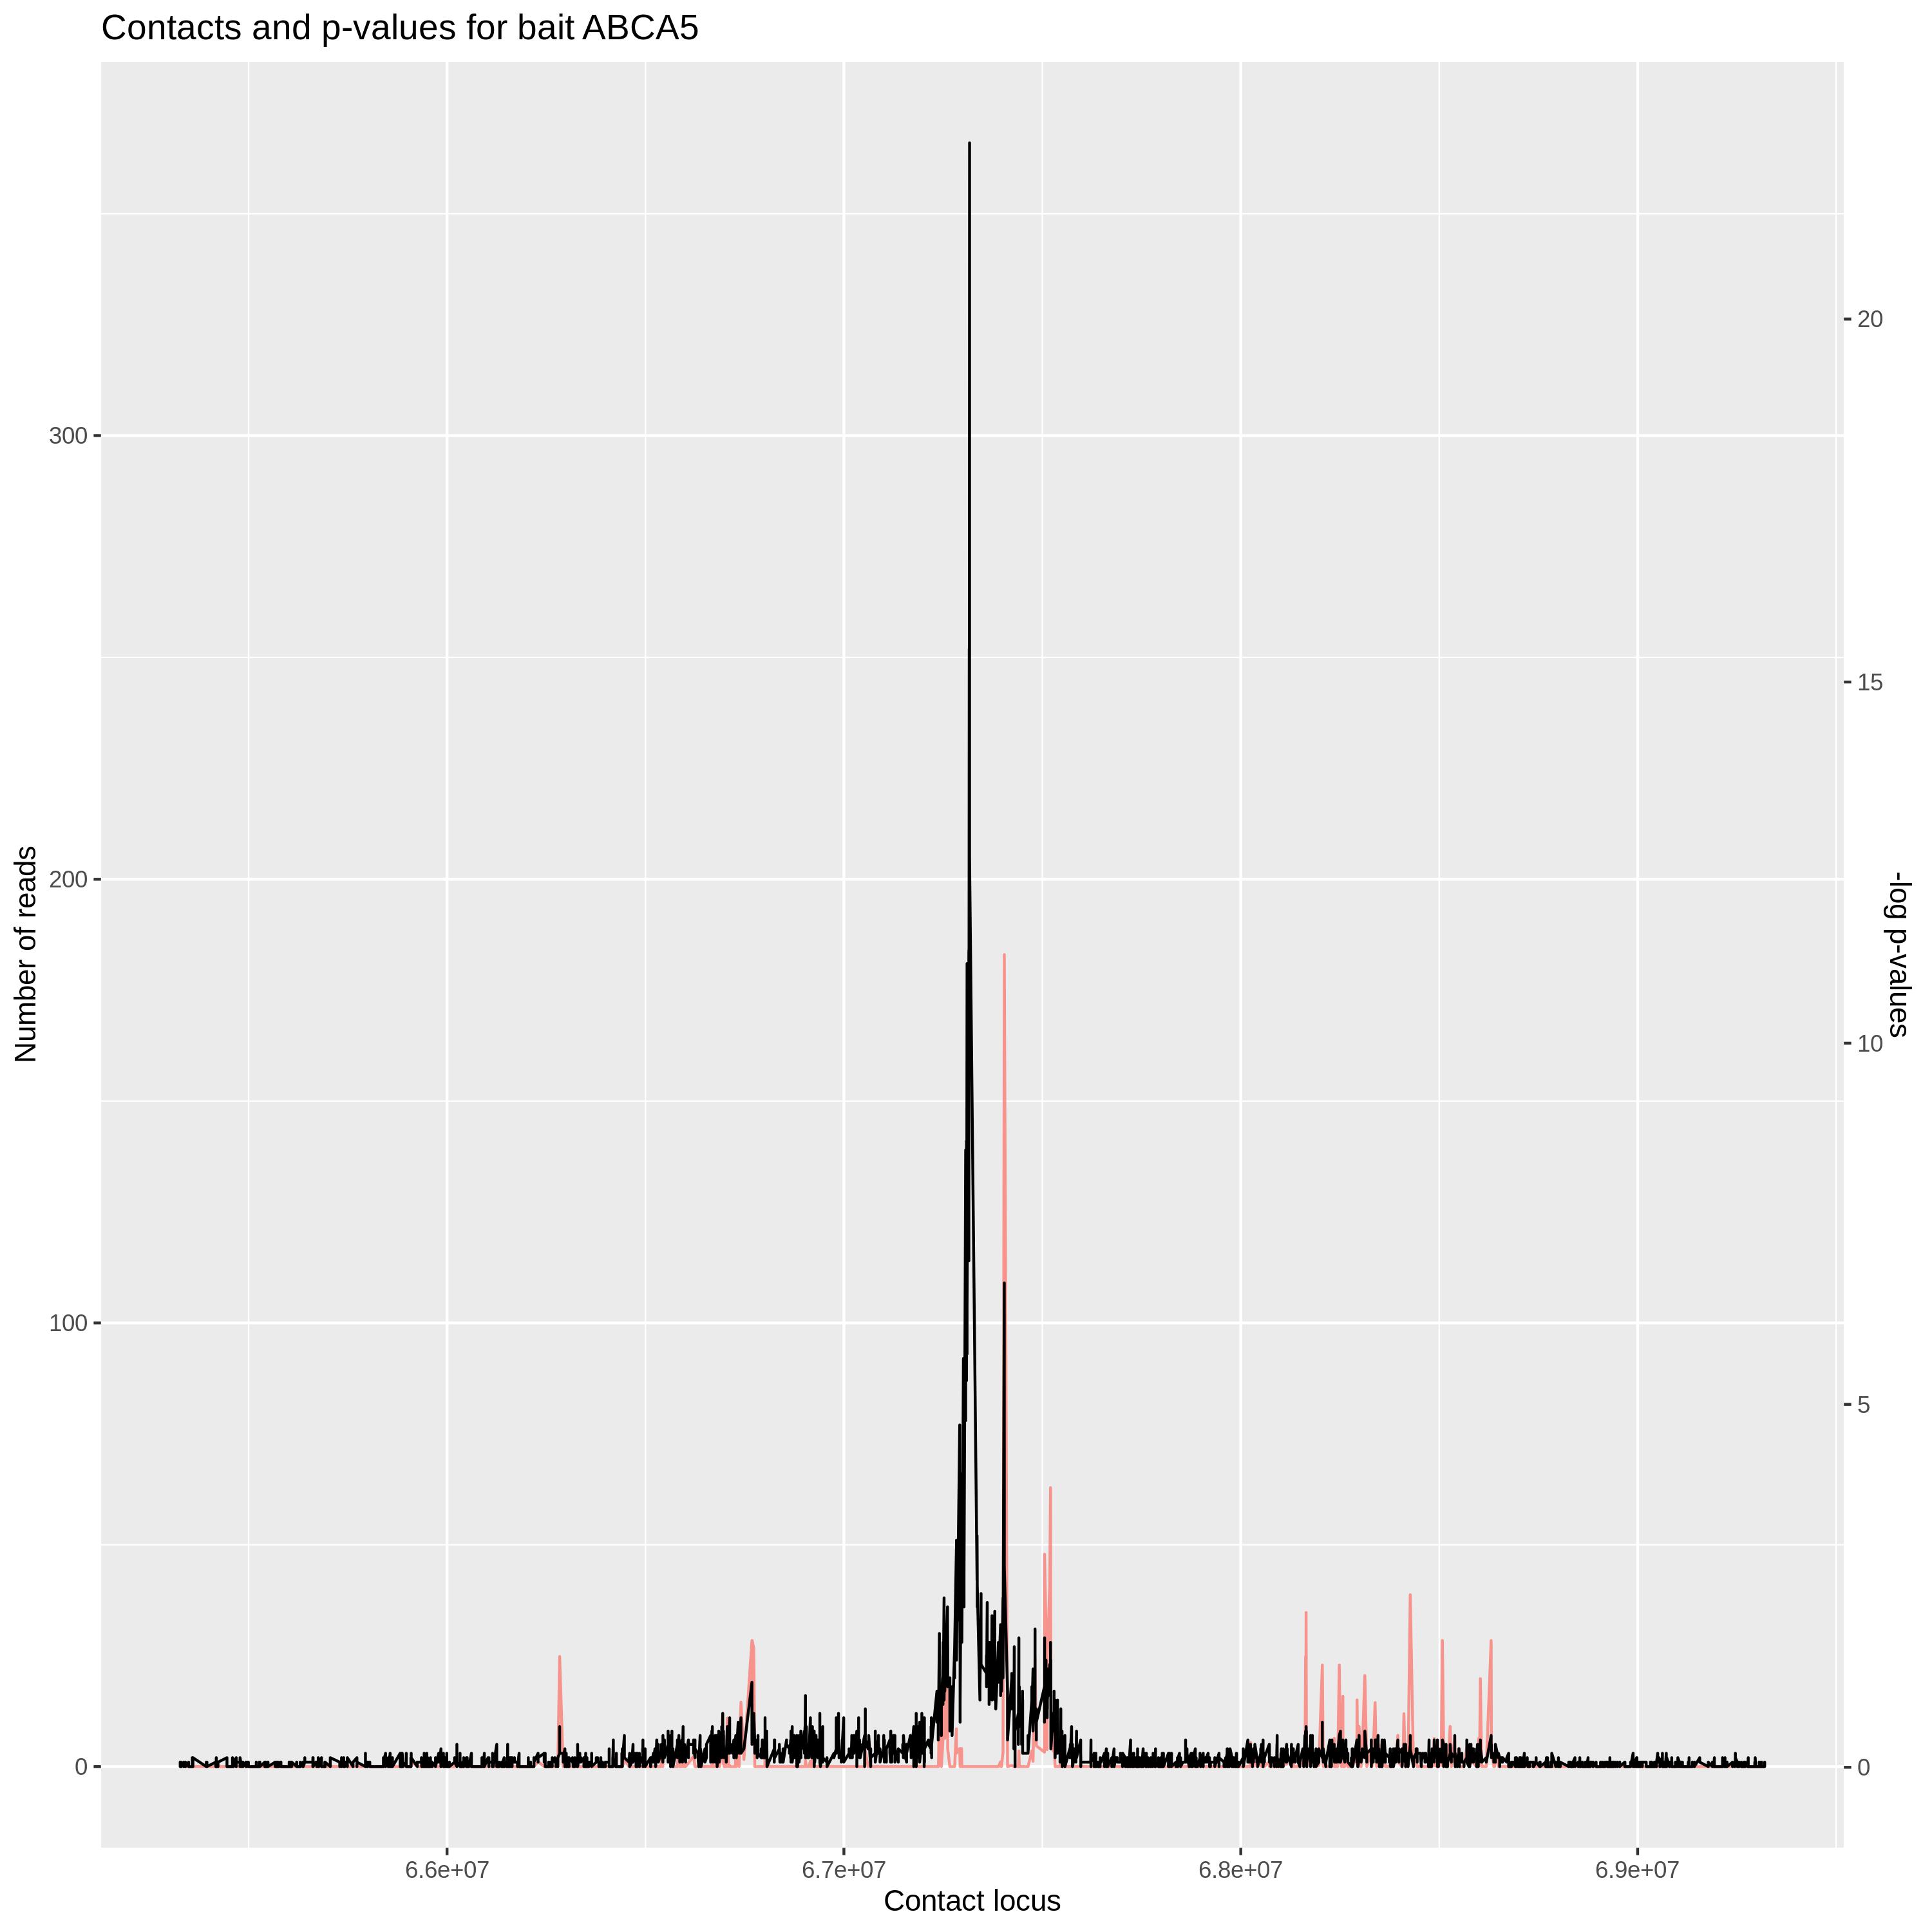 Contacts and p-values for bait ABCA5
Number of reads
300
200
100
0
20
15
10
5
0
-log p-values
6.6e+07
6.7e+07
6.8e+07
6.9e+07
Contact locus